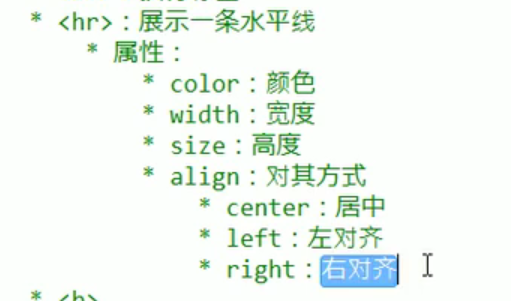 * <hr>：展示一条水平线
* 属性：
* color：颜色
* width：宽度
* size：高度
* align：对其方式
* center：居中
* left：左对齐
* right：右对齐